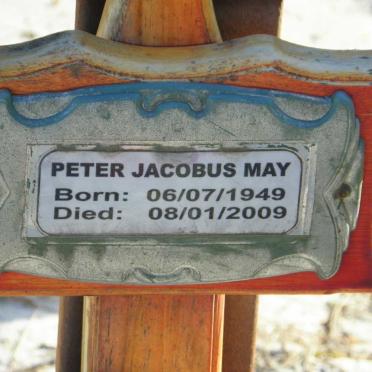 PETER JACOBUS MAY
Born: 06/07/1949
Died: 08/01/2009